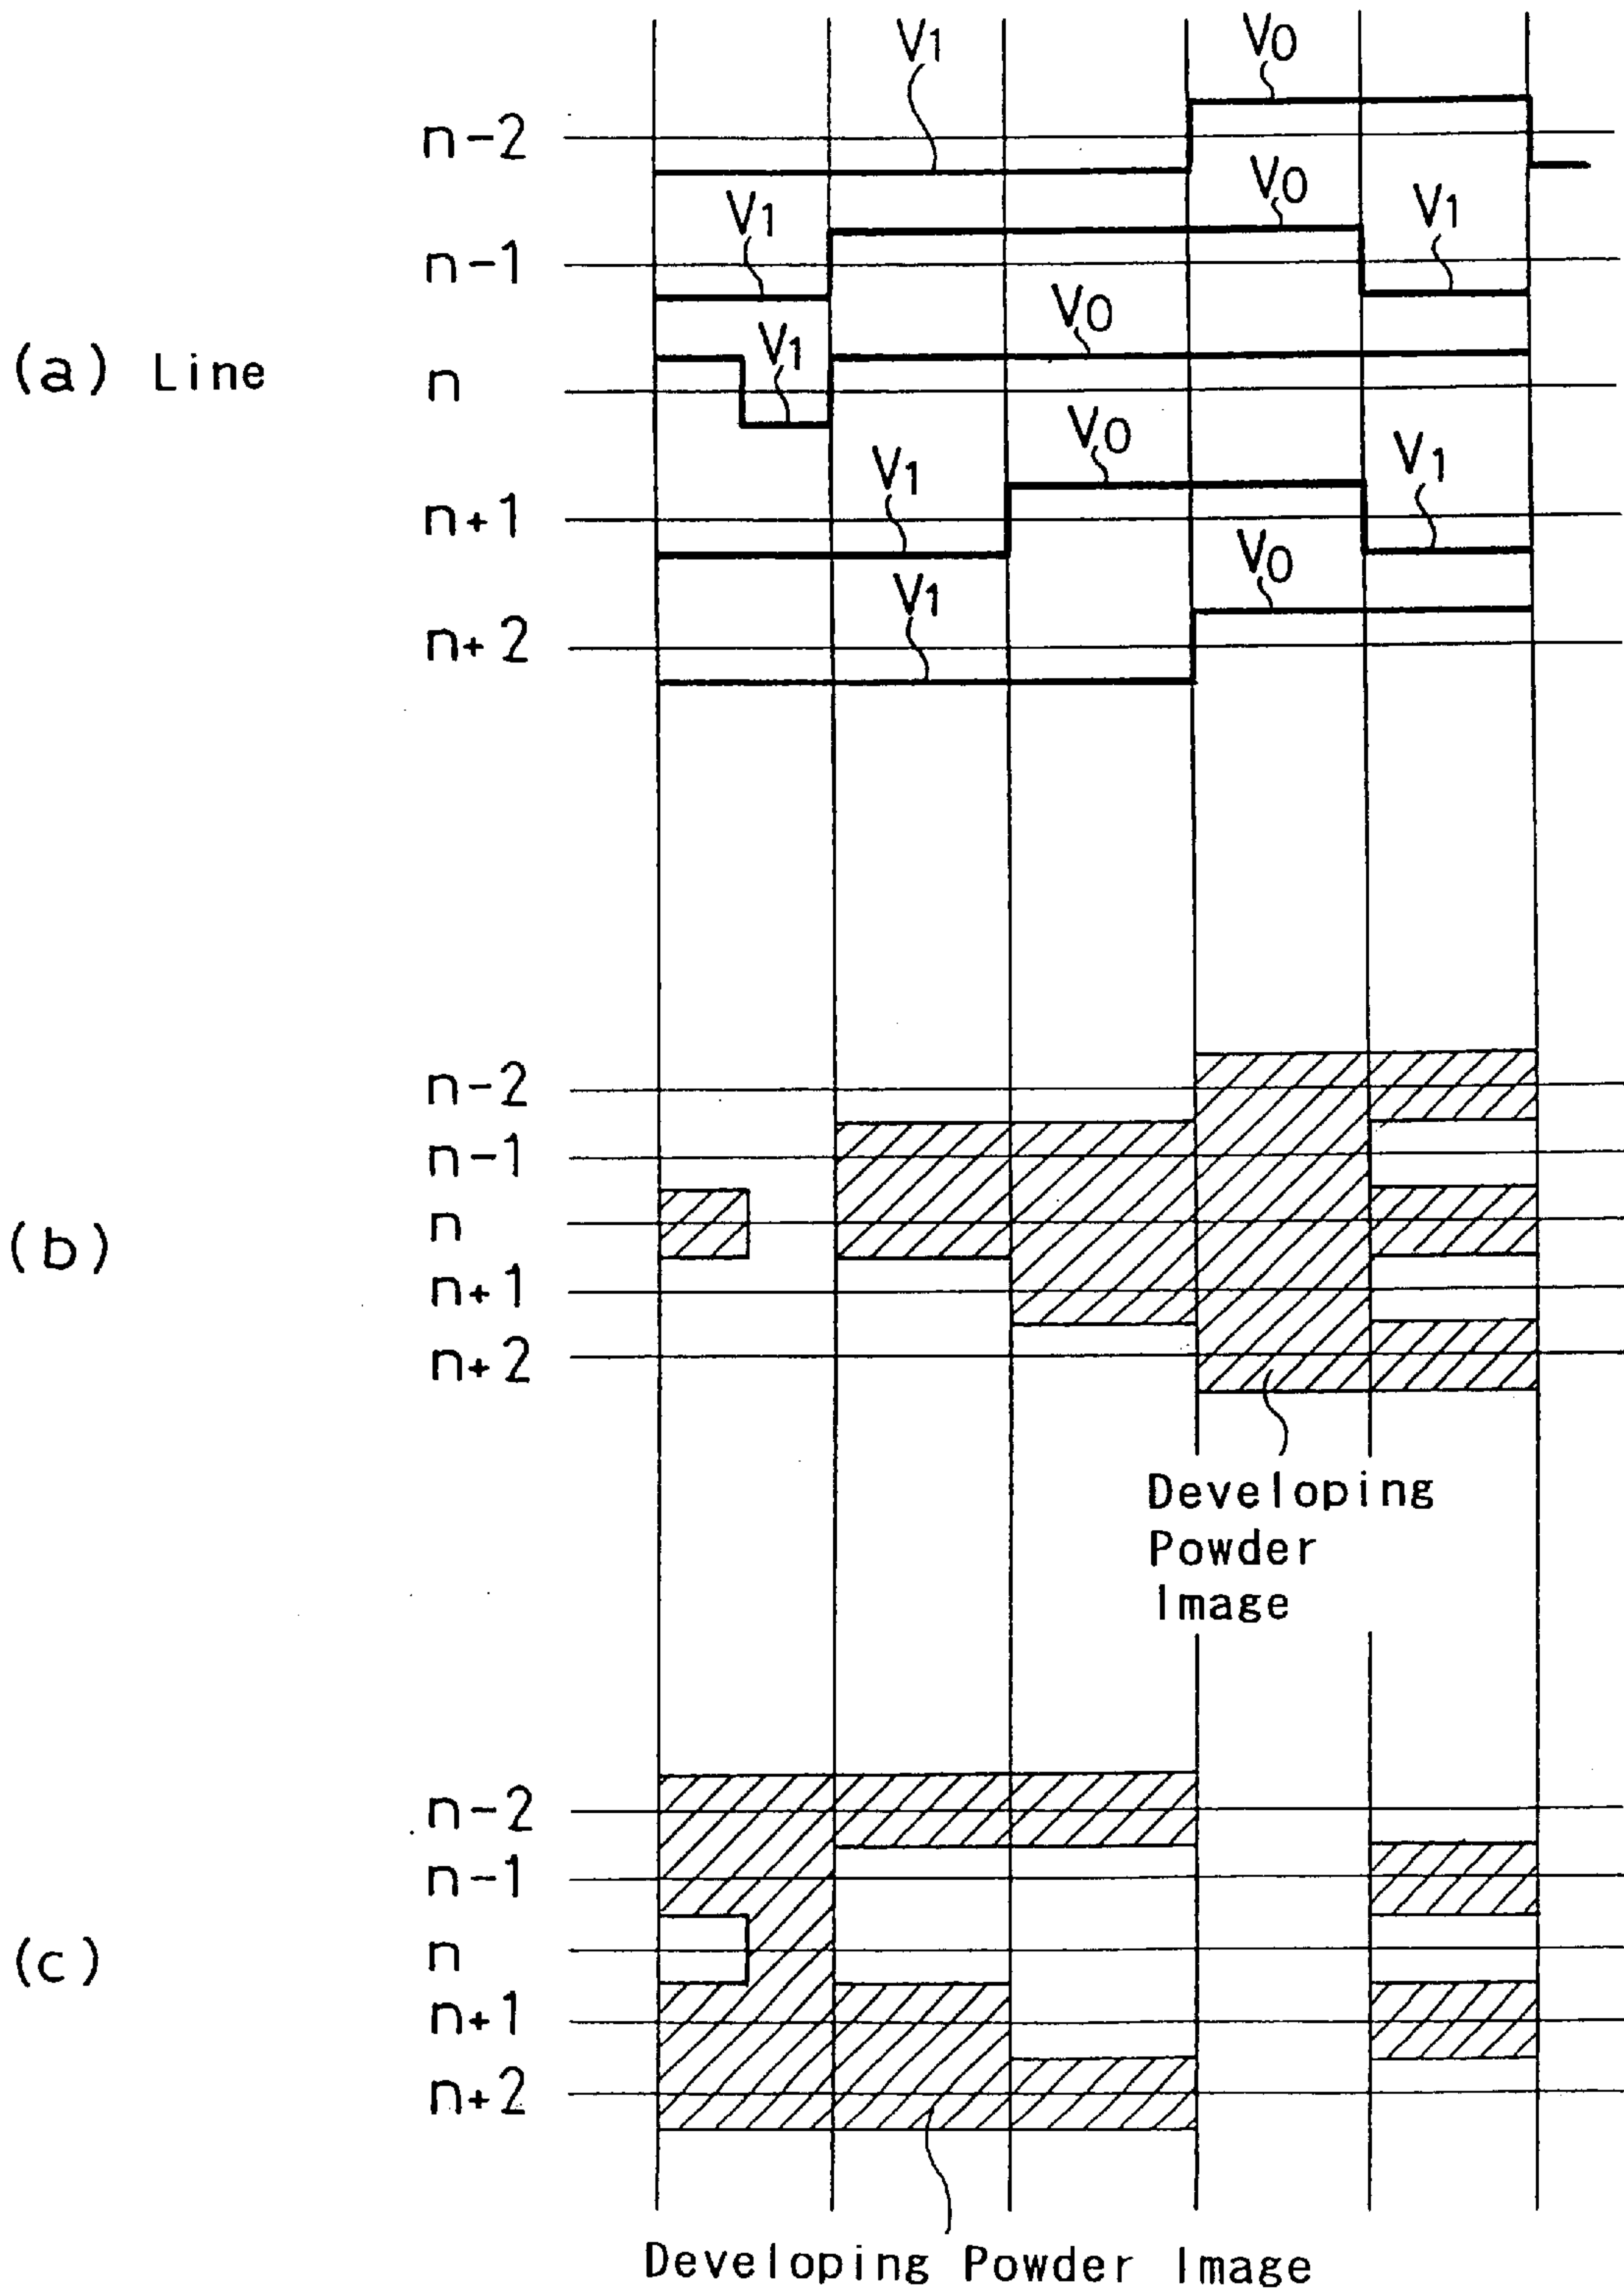 V1
V0
n-2
V1
V0
V1
n-1
(a) Line
V1
V0
n
V1
V0
V1
n+1
V1
V0
n+2
n-2
n-1
(b)
n
n+1
n+2
Developing
Powder
Image
n-2
n-1
(c)
n
n+1
n+2
Developing Powder Image